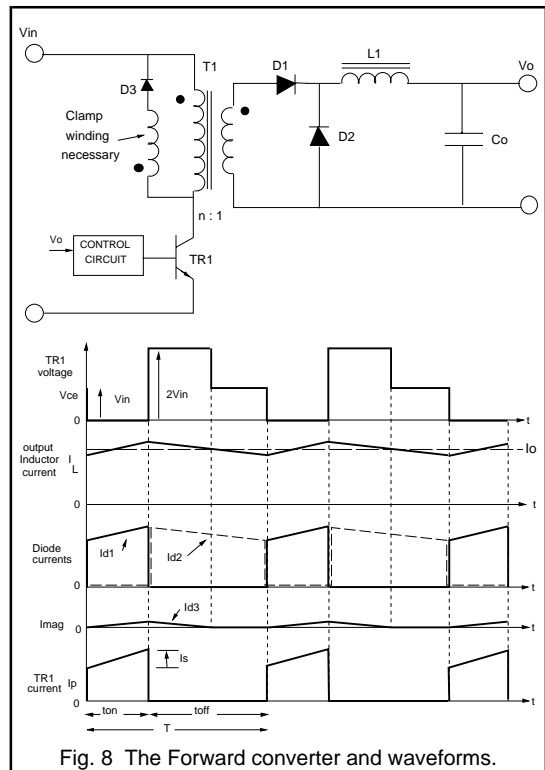 Vin
T1
D1
L1
Vo
D3
Clamp
winding
necessary
D2
Co
n : 1
Vo
CONTROL
CIRCUIT
TR1
TR1
voltage
Vce
Vin
2Vin
0
t
output
Inductor
current
I
L
Io
0
t
Diode
currents
Id1
Id2
0
t
Id3
Imag
0
t
Is
TR1
current
Ip
0
t
ton
toff
T
Fig. 8 The Forward converter and waveforms.